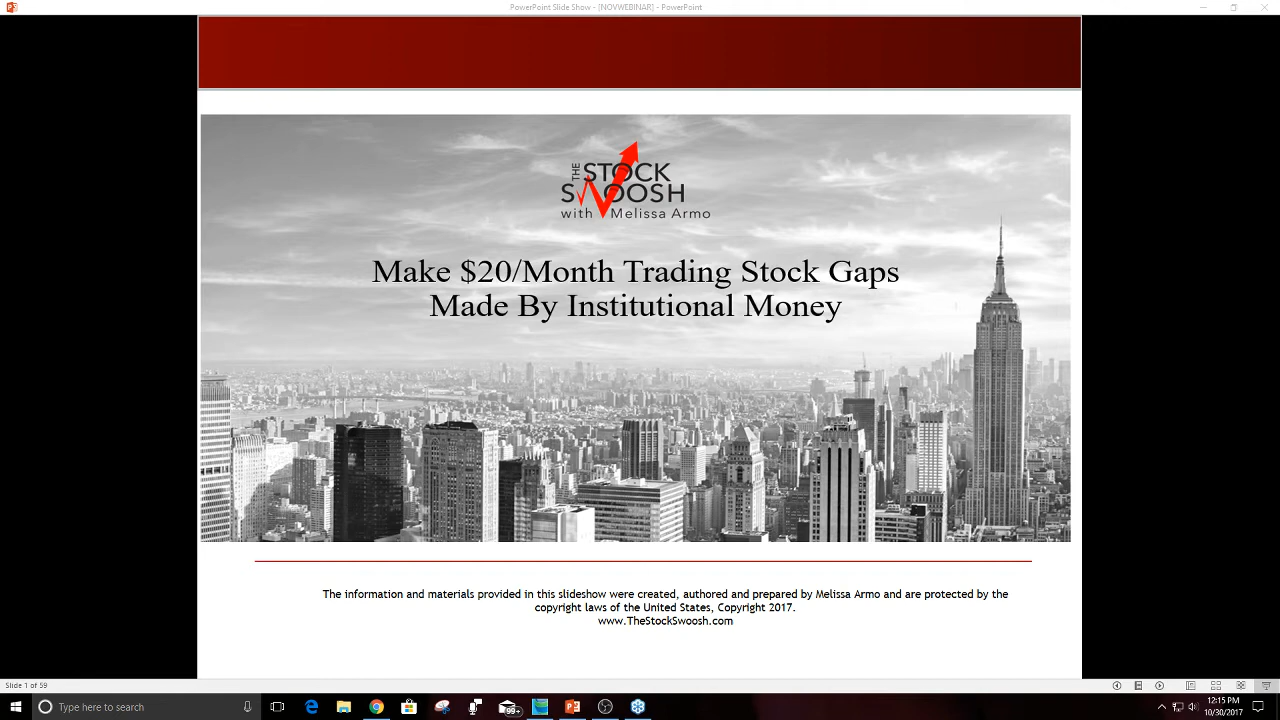 PowerPoint Slide Show - [NOVWEBINAR] - PowerPoint
THE STOCK
SWOOSH
with Melissa Armo
Make $20/Month Trading Stock Gaps
Made By Institutional Money
The information and materials provided in this slideshow were created, authored and prepared by Melissa Armo and are protected by the
copyright laws of the United States, Copyright 2017.
www.TheStockSwoosh.com
Slide 1 of 59
Type here to search
99+
12:15 PM
10/30/2017